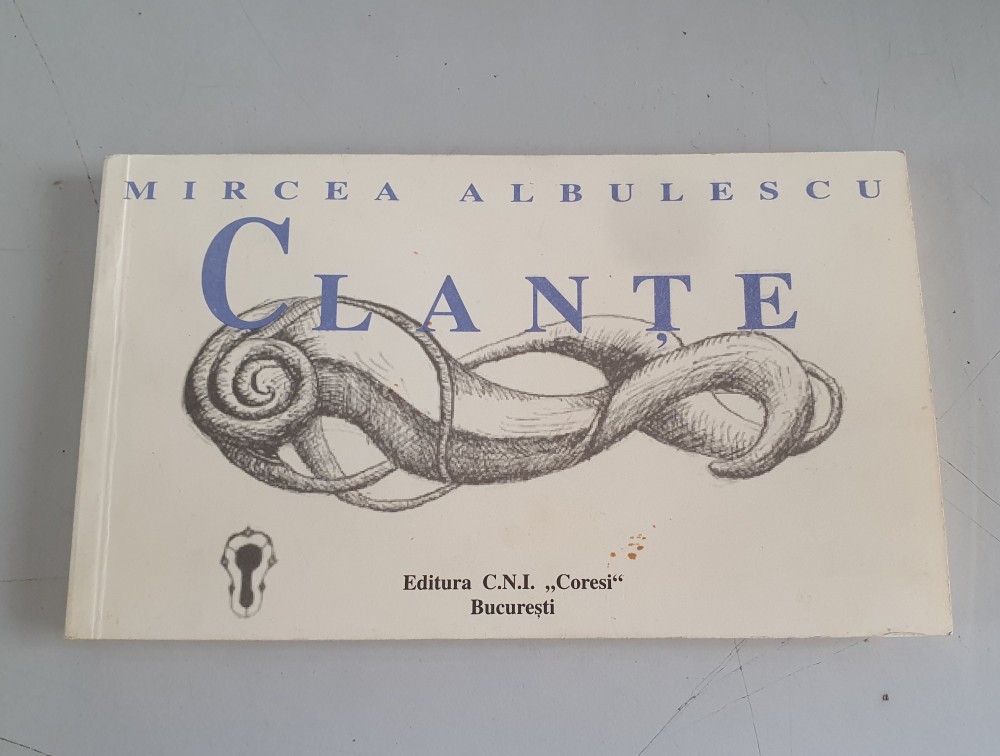 MIRCEA ALBULESCU
CLANȚE
Editura C.N.I. „Coresi“
București